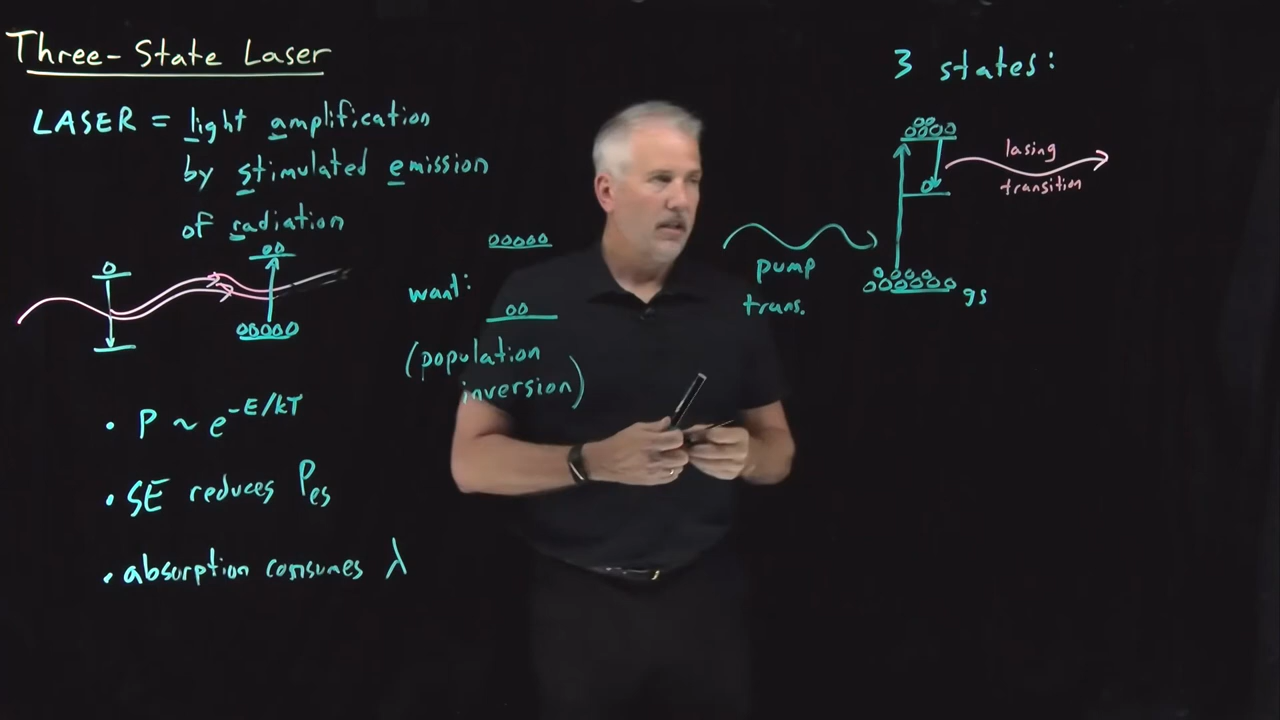 Three-State Laser
LASER = light amplification
by stimulated emission
of radiation
want:
(population
inversion)
• P ~ e^-E/kT
• SE reduces Pes
• absorption consumes λ
3 states:
lasing
transition
pump
trans.
gs